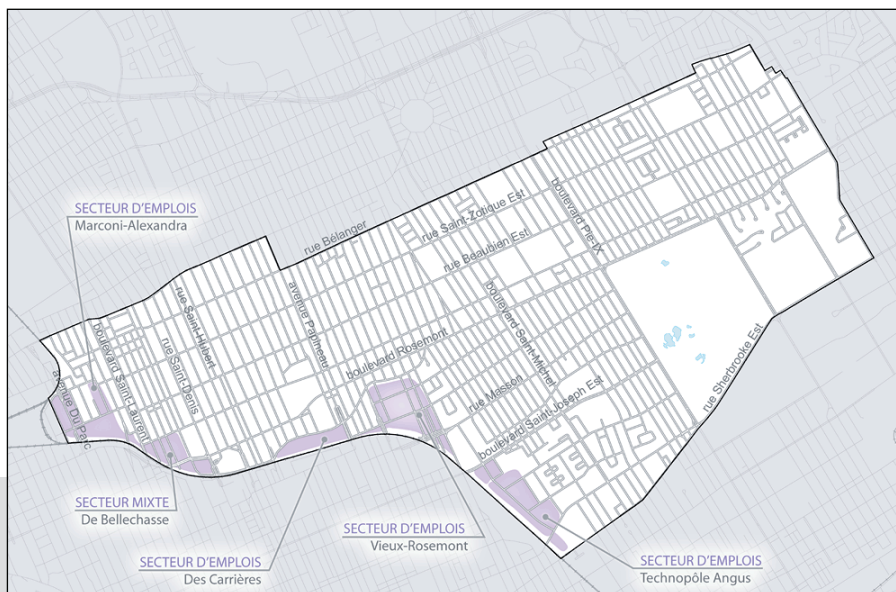 SECTEUR D'EMPLOIS
Marconi-Alexandra
rue Bélanger
rue Saint-Zotique Est
rue Beaubien Est
boulevard Pie-IX
rue Saint-Hubert
avenue Papineau
boulevard Saint-Michel
boulevard Rosemont
boulevard Saint-Laurent
rue Saint-Denis
avenue Du Parc
rue Masson
boulevard Saint-Joseph Est
rue Sherbrooke Est
SECTEUR MIXTE
De Bellechasse
SECTEUR D'EMPLOIS
Des Carrières
SECTEUR D'EMPLOIS
Vieux-Rosemont
SECTEUR D'EMPLOIS
Technopôle Angus